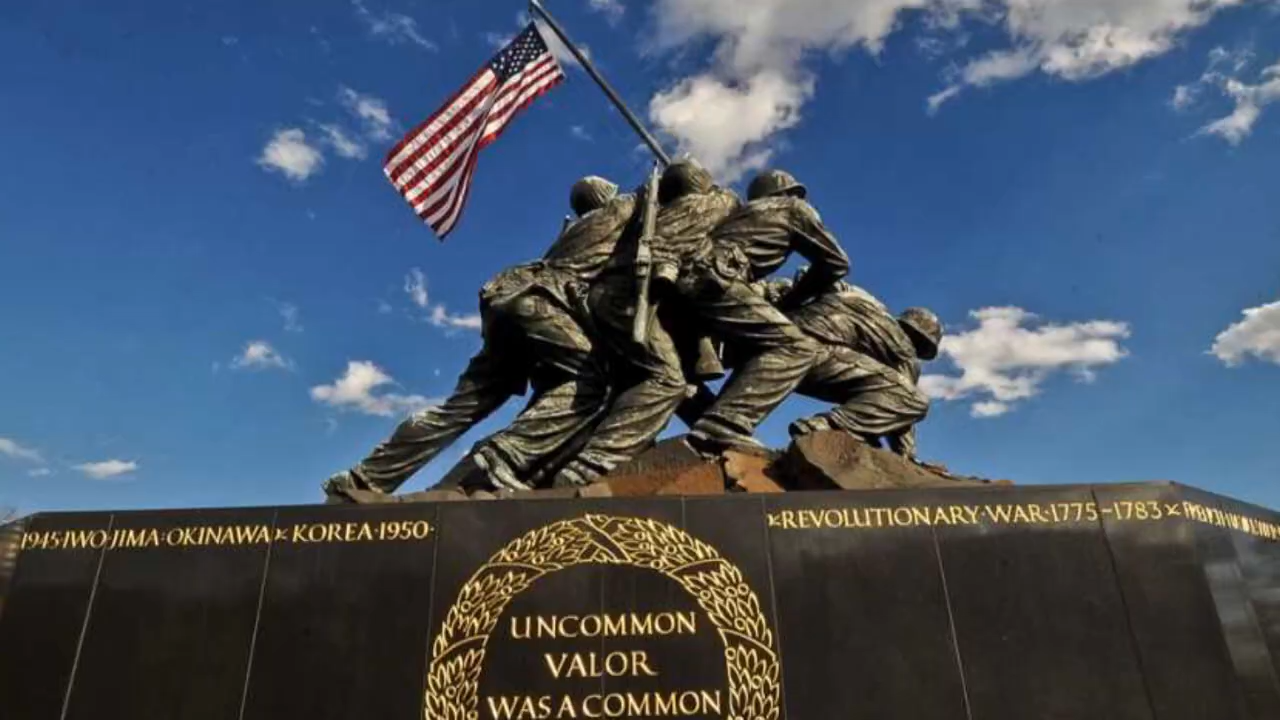 1945·IWO JIMA·OKINAWA·KOREA·1950·
REVOLUTIONARY·WAR·1775-1783
UNCOMMON
VALOR
WAS A COMMON